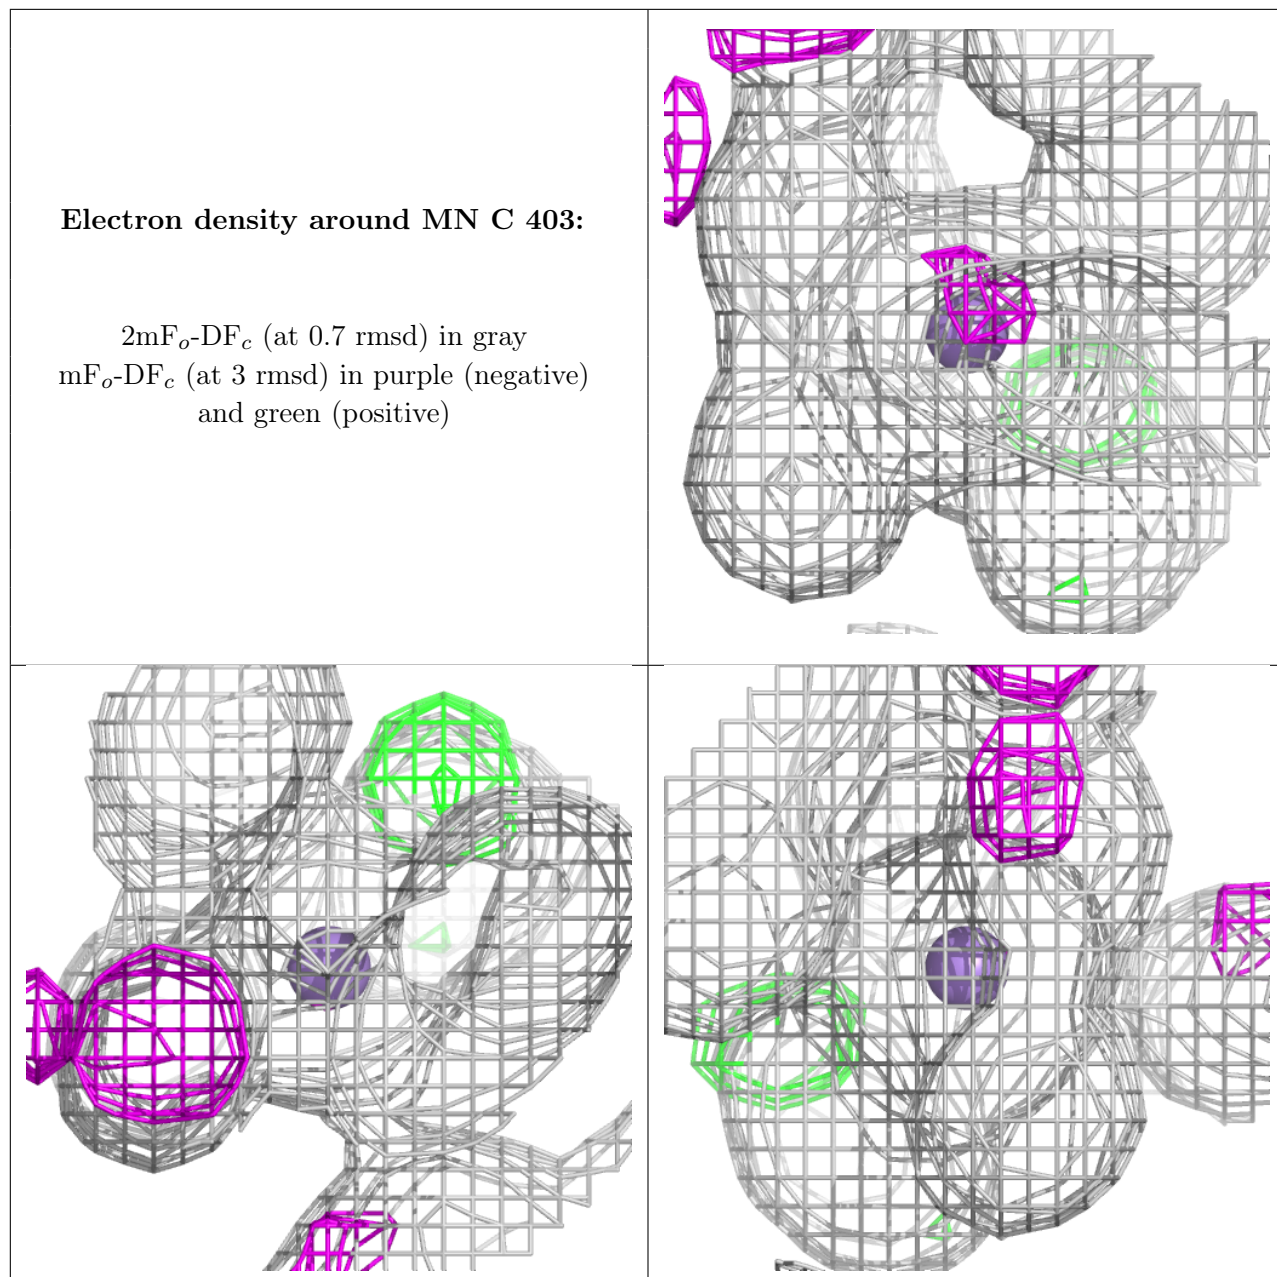 Electron density around MN C 403:
2mFo-DFc (at 0.7 rmsd) in gray
mFo-DFc (at 3 rmsd) in purple (negative)
and green (positive)